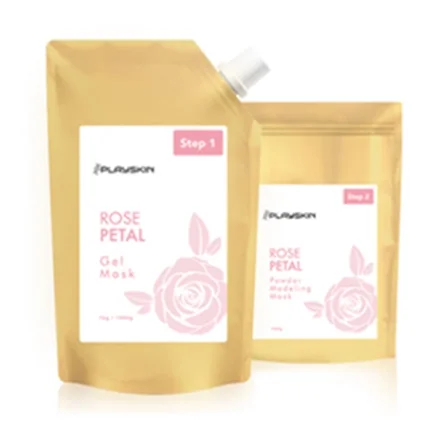 Step 1
PLAYSKIN
ROSE
PETAL
Gel
Mask
Step 2
PLAYSKIN
ROSE
PETAL
Powder
Modeling
Mask